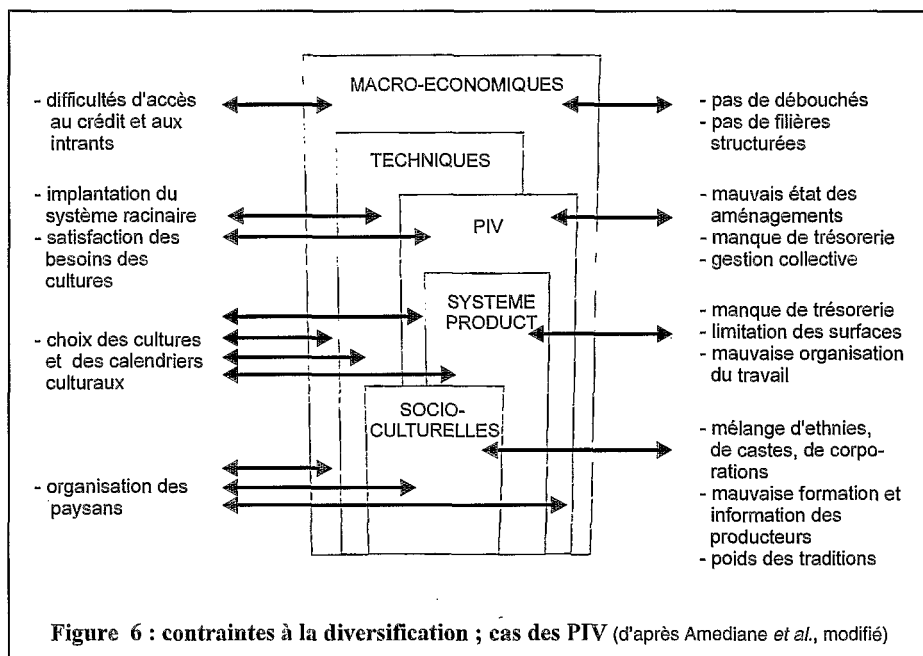 MACRO-ECONOMIQUES
- difficultés d'accès
au crédit et aux
intrants
- pas de débouchés
- pas de filières
structurées
TECHNIQUES
- implantation du
système racinaire
- satisfaction des
besoins des
cultures
PIV
- mauvais état des
aménagements
- manque de trésorerie
- gestion collective
SYSTEME
PRODUCT
- choix des cultures
et des calendriers
culturaux
- manque de trésorerie
- limitation des surfaces
- mauvaise organisation
du travail
SOCIO-
CULTURELLES
- organisation des
paysans
- mélange d'ethnies,
de castes, de corpo-
rations
- mauvaise formation et
information des
producteurs
- poids des traditions
Figure 6 : contraintes à la diversification ; cas des PIV (d'après Amediane et al., modifié)